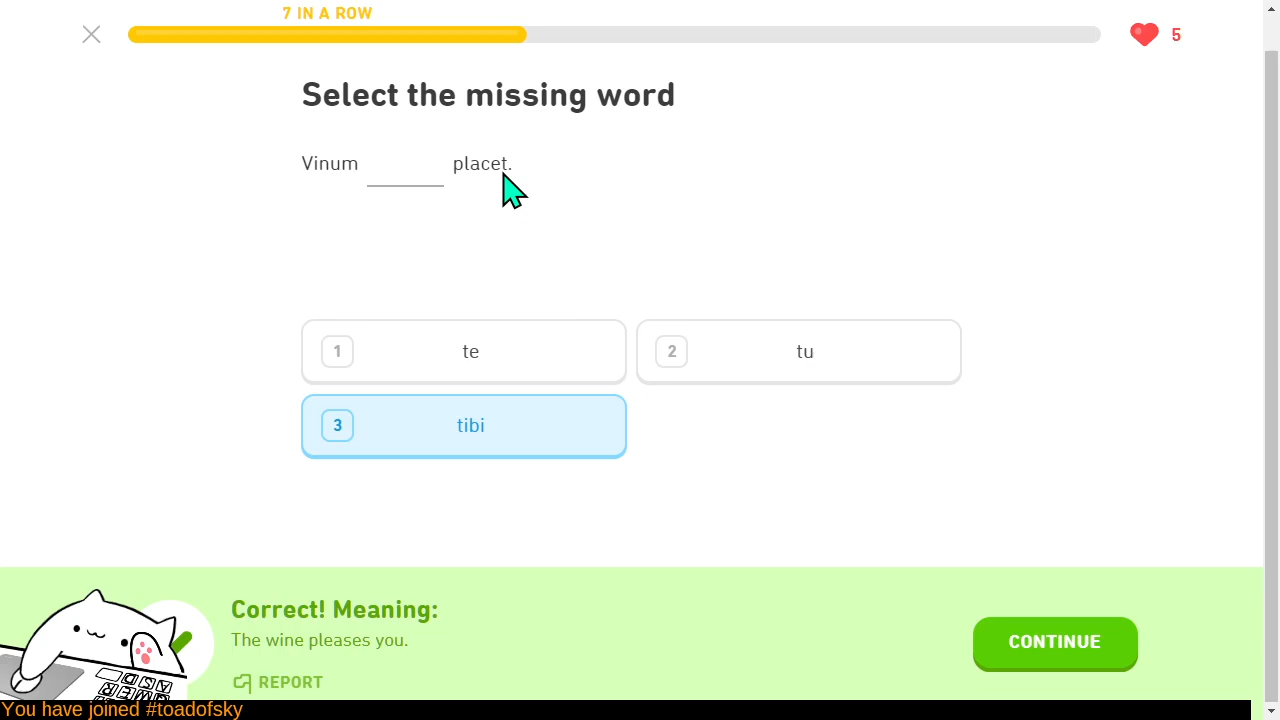 7 IN A ROW
5
Select the missing word
Vinum ______ placet.
1 te
2 tu
3 tibi
Correct! Meaning:
The wine pleases you.
CONTINUE
REPORT
You have joined #toadofsky